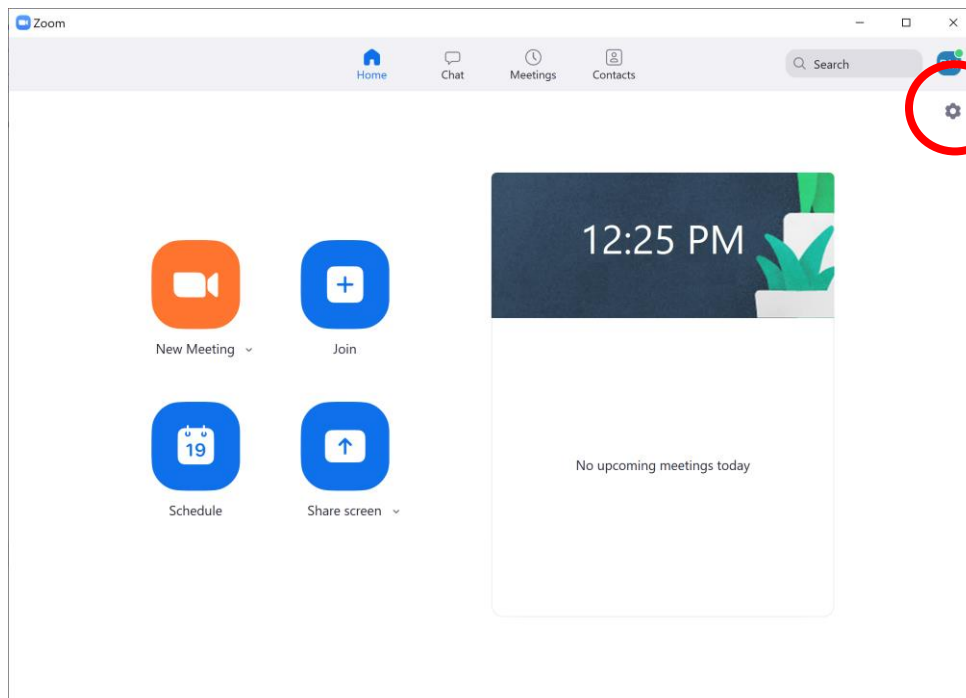 Zoom
Home
Chat
Meetings
Contacts
Search
12:25 PM
New Meeting
Join
19
Schedule
Share screen
No upcoming meetings today